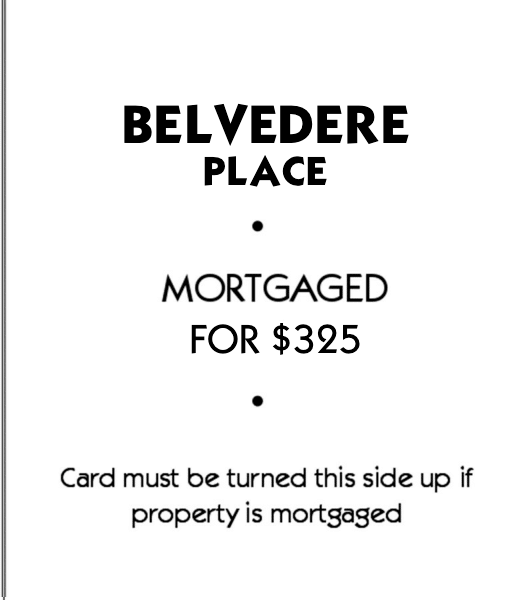 BELVEDERE
PLACE
•
MORTGAGED
FOR $325
•
Card must be turned this side up if
property is mortgaged